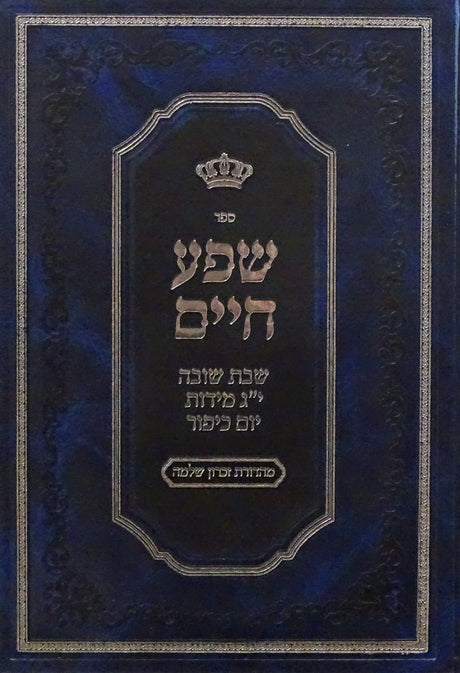 ספר
שפע
חיים
שבת שובה
י"ג מידות
יום כיפור
מהדורת זכרון שלמה